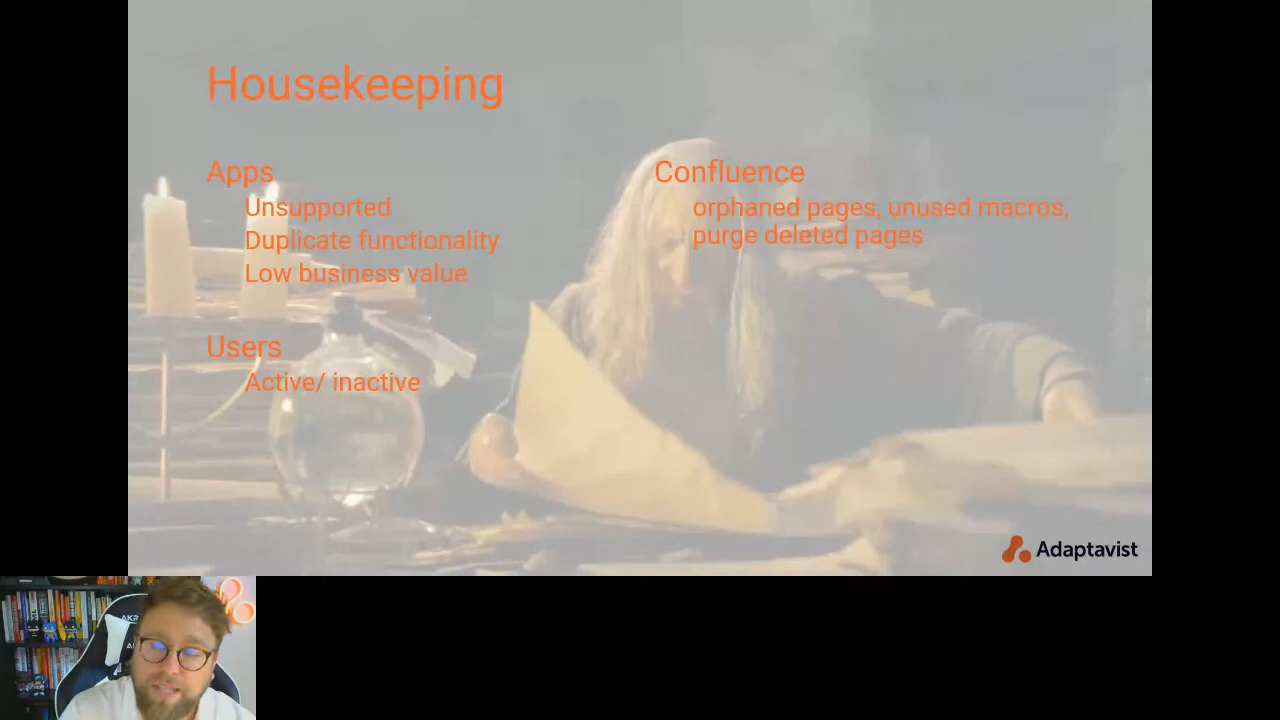 Housekeeping
Apps
Unsupported
Duplicate functionality
Low business value
Users
Active/ inactive
Confluence
orphaned pages, unused macros,
purge deleted pages
Adaptavist